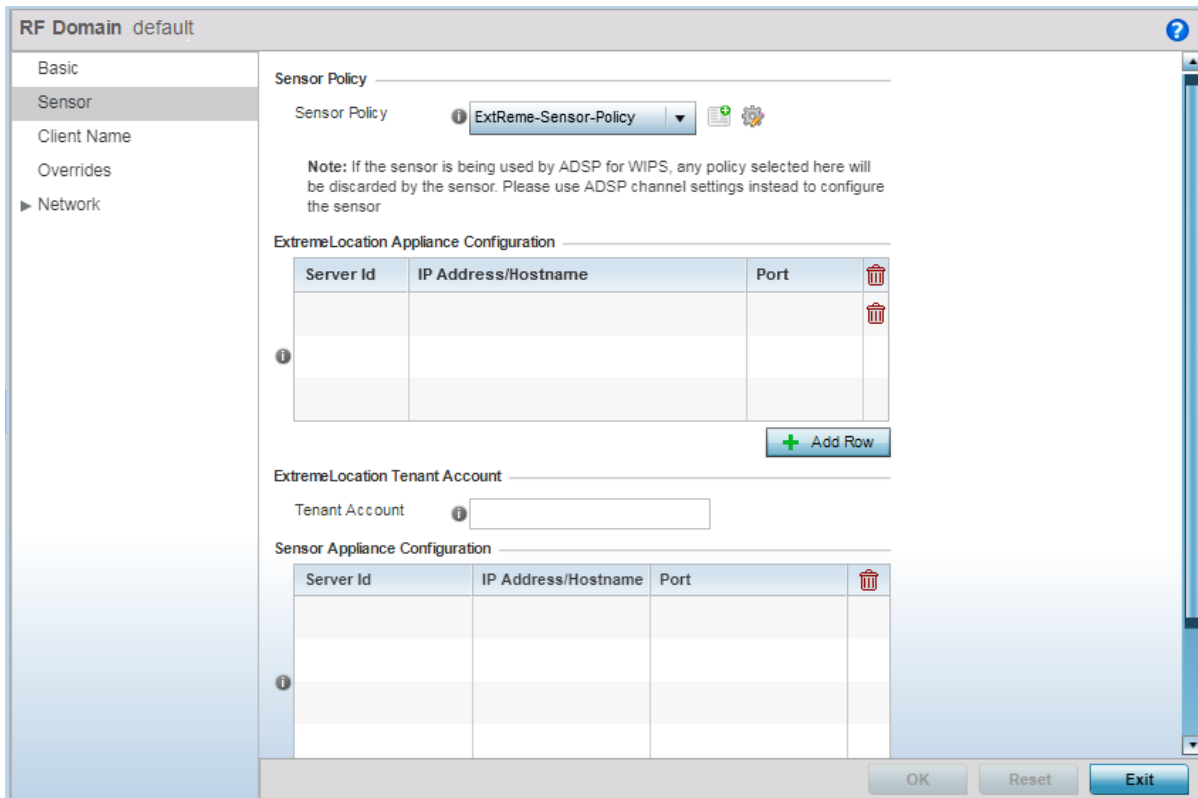 RF Domain default
?
Basic
Sensor
Client Name
Overrides
Network
Sensor Policy
Sensor Policy
ExtReme-Sensor-Policy
Note: If the sensor is being used by ADSP for WIPS, any policy selected here will
be discarded by the sensor. Please use ADSP channel settings instead to configure
the sensor
ExtremeLocation Appliance Configuration
Server Id IP Address/Hostname Port
Add Row
ExtremeLocation Tenant Account
Tenant Account
Sensor Appliance Configuration
Server Id IP Address/Hostname Port
OK Reset Exit